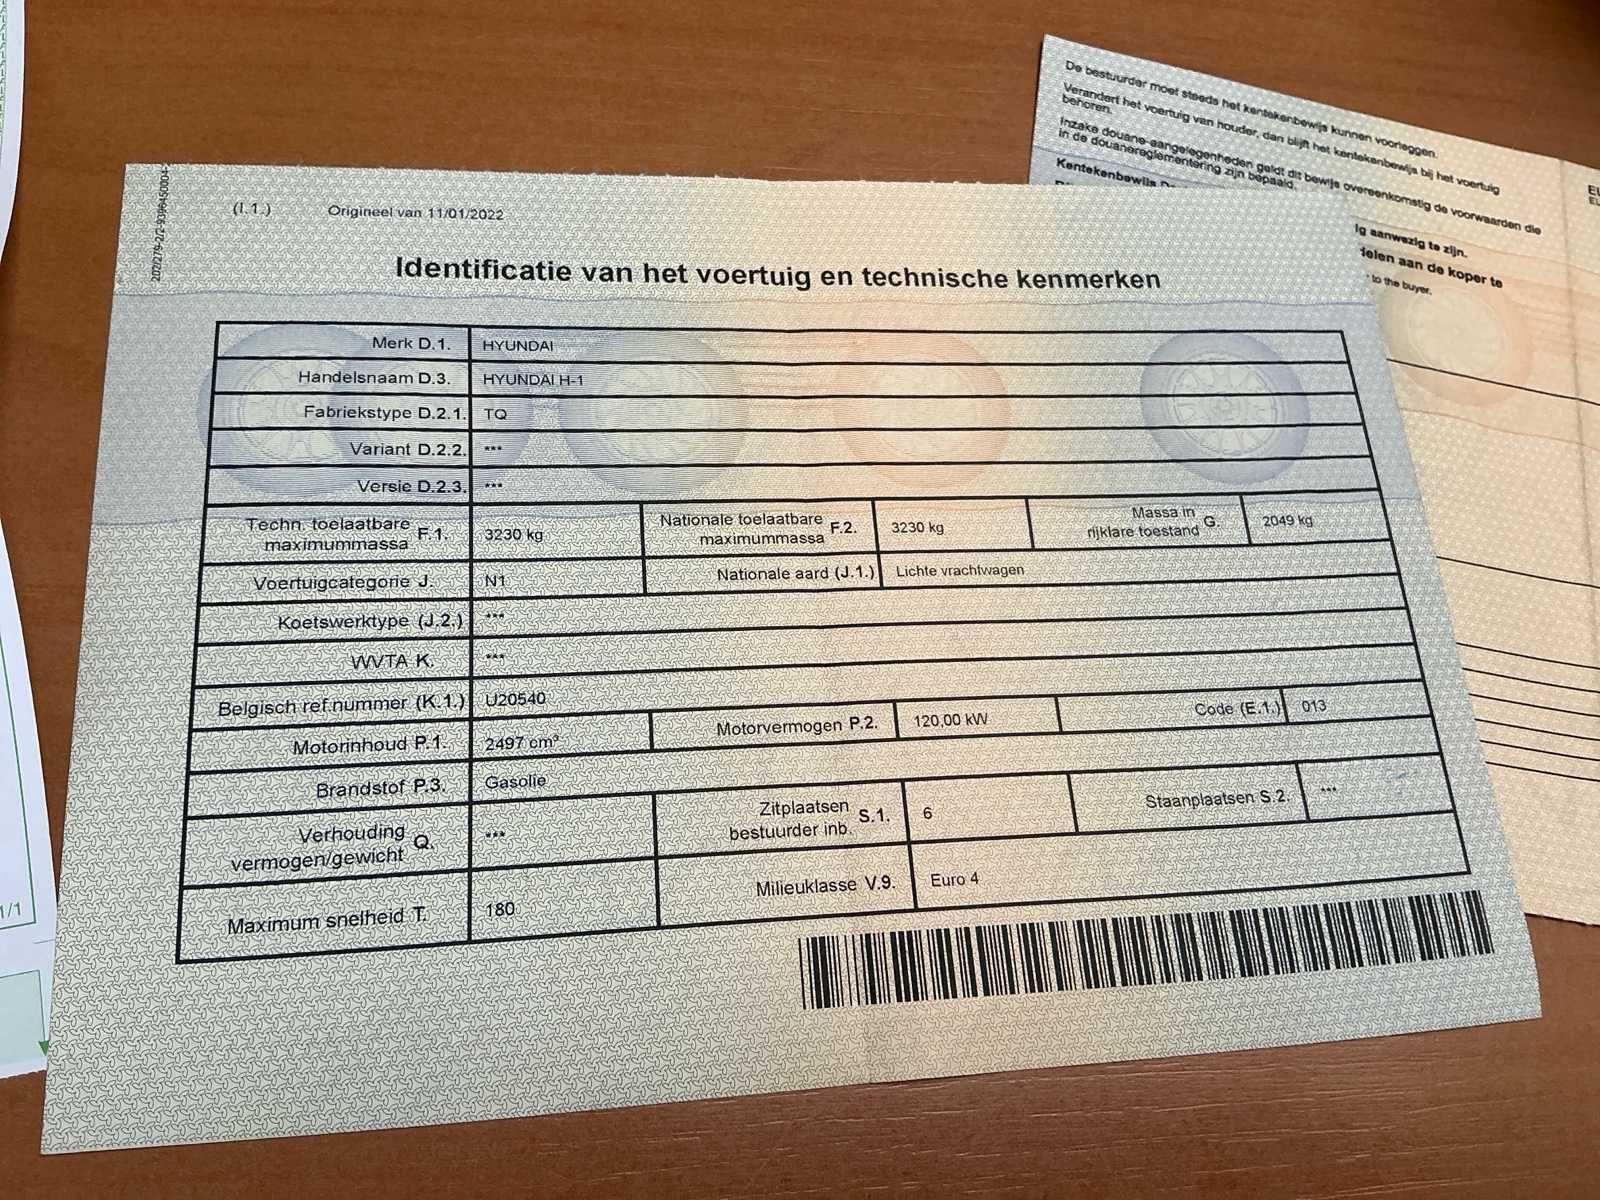 De bestuurder moet steeds het kentekenbewijs kunnen voorleggen.
Verandert het voertuig van houder, dan blijft het kentekenbewijs bij het voertuig
behoren.
Inzake douane-aangelegenheden geldt dit bewijs overeenkomstig de voorwaarden die
in de douanereglementering zijn bepaald.
Kentekenbewijs
ig aanwezig te zijn.
delen aan de koper te
to the buyer.
(I.1.) Origineel van 11/01/2022
Identificatie van het voertuig en technische kenmerken
Merk D.1. HYUNDAI
Handelsnaam D.3. HYUNDAI H-1
Fabriekstype D.2.1. TQ
Variant D.2.2. ***
Versie D.2.3. ***
Techn. toelaatbare
maximummassa F.1. 3230 kg
Nationale toelaatbare
maximummassa F.2. 3230 kg
Massa in
rijklare toestand G. 2049 kg
Voertuigcategorie J. N1 Nationale aard (J.1.) Lichte vrachtwagen
Koetswerktype (J.2.) ***
WVTA K. ***
Belgisch ref.nummer (K.1.) U20540
Motorinhoud P.1. 2497 cm³ Motorvermogen P.2. 120,00 kW Code (E.1.) 013
Brandstof P.3. Gasolie
Verhouding
vermogen/gewicht Q. ***
Zitplaatsen
bestuurder inb. S.1. 6
Staanplaatsen S.2. ***
Maximum snelheid T. 180 Milieuklasse V.9. Euro 4
1/1